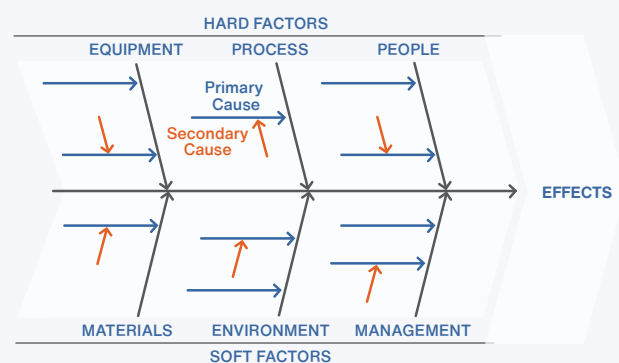 HARD FACTORS
EQUIPMENT
PROCESS
PEOPLE
Primary
Cause
Secondary
Cause
EFFECTS
MATERIALS
ENVIRONMENT
MANAGEMENT
SOFT FACTORS